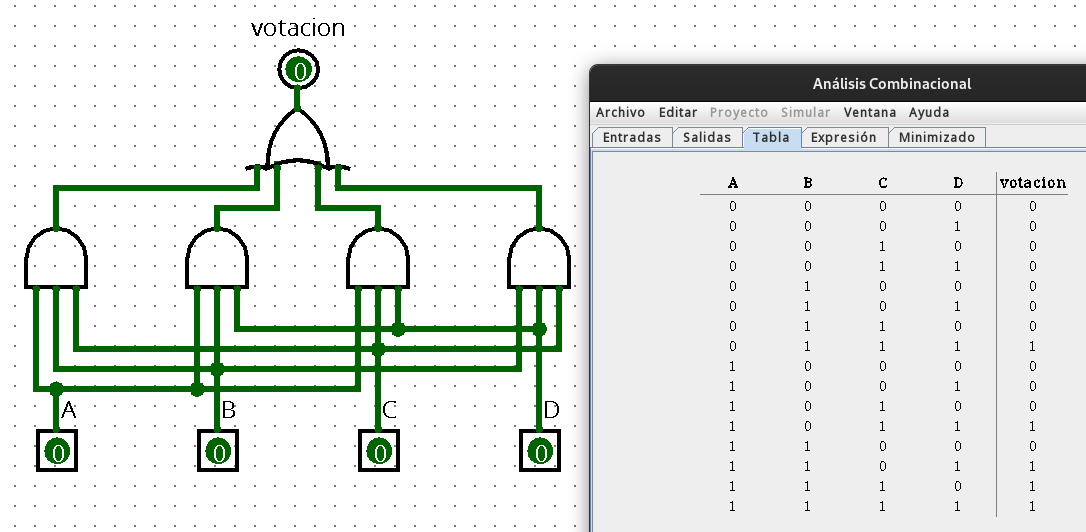 votacion
0
A B C D
0 0 0 0
Análisis Combinacional
Archivo Editar Proyecto Simular Ventana Ayuda
Entradas Salidas Tabla Expresión Minimizado
A B C D votacion
0 0 0 0 0
0 0 0 1 0
0 0 1 0 0
0 0 1 1 0
0 1 0 0 0
0 1 0 1 0
0 1 1 0 0
0 1 1 1 1
1 0 0 0 0
1 0 0 1 0
1 0 1 0 0
1 0 1 1 1
1 1 0 0 0
1 1 0 1 1
1 1 1 0 1
1 1 1 1 1